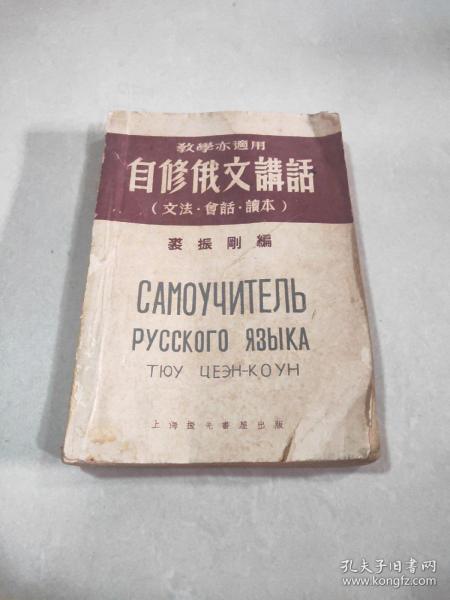 教學亦適用
自修俄文講話
(文法·會話·讀本)
裘振剛編
САМОУЧИТЕЛЬ
РУССКОГО ЯЗЫКА
ТЮУ ЦЕЭН-КОУН
上海撥光書屋出版
孔夫子旧书网
www.kongfz.com